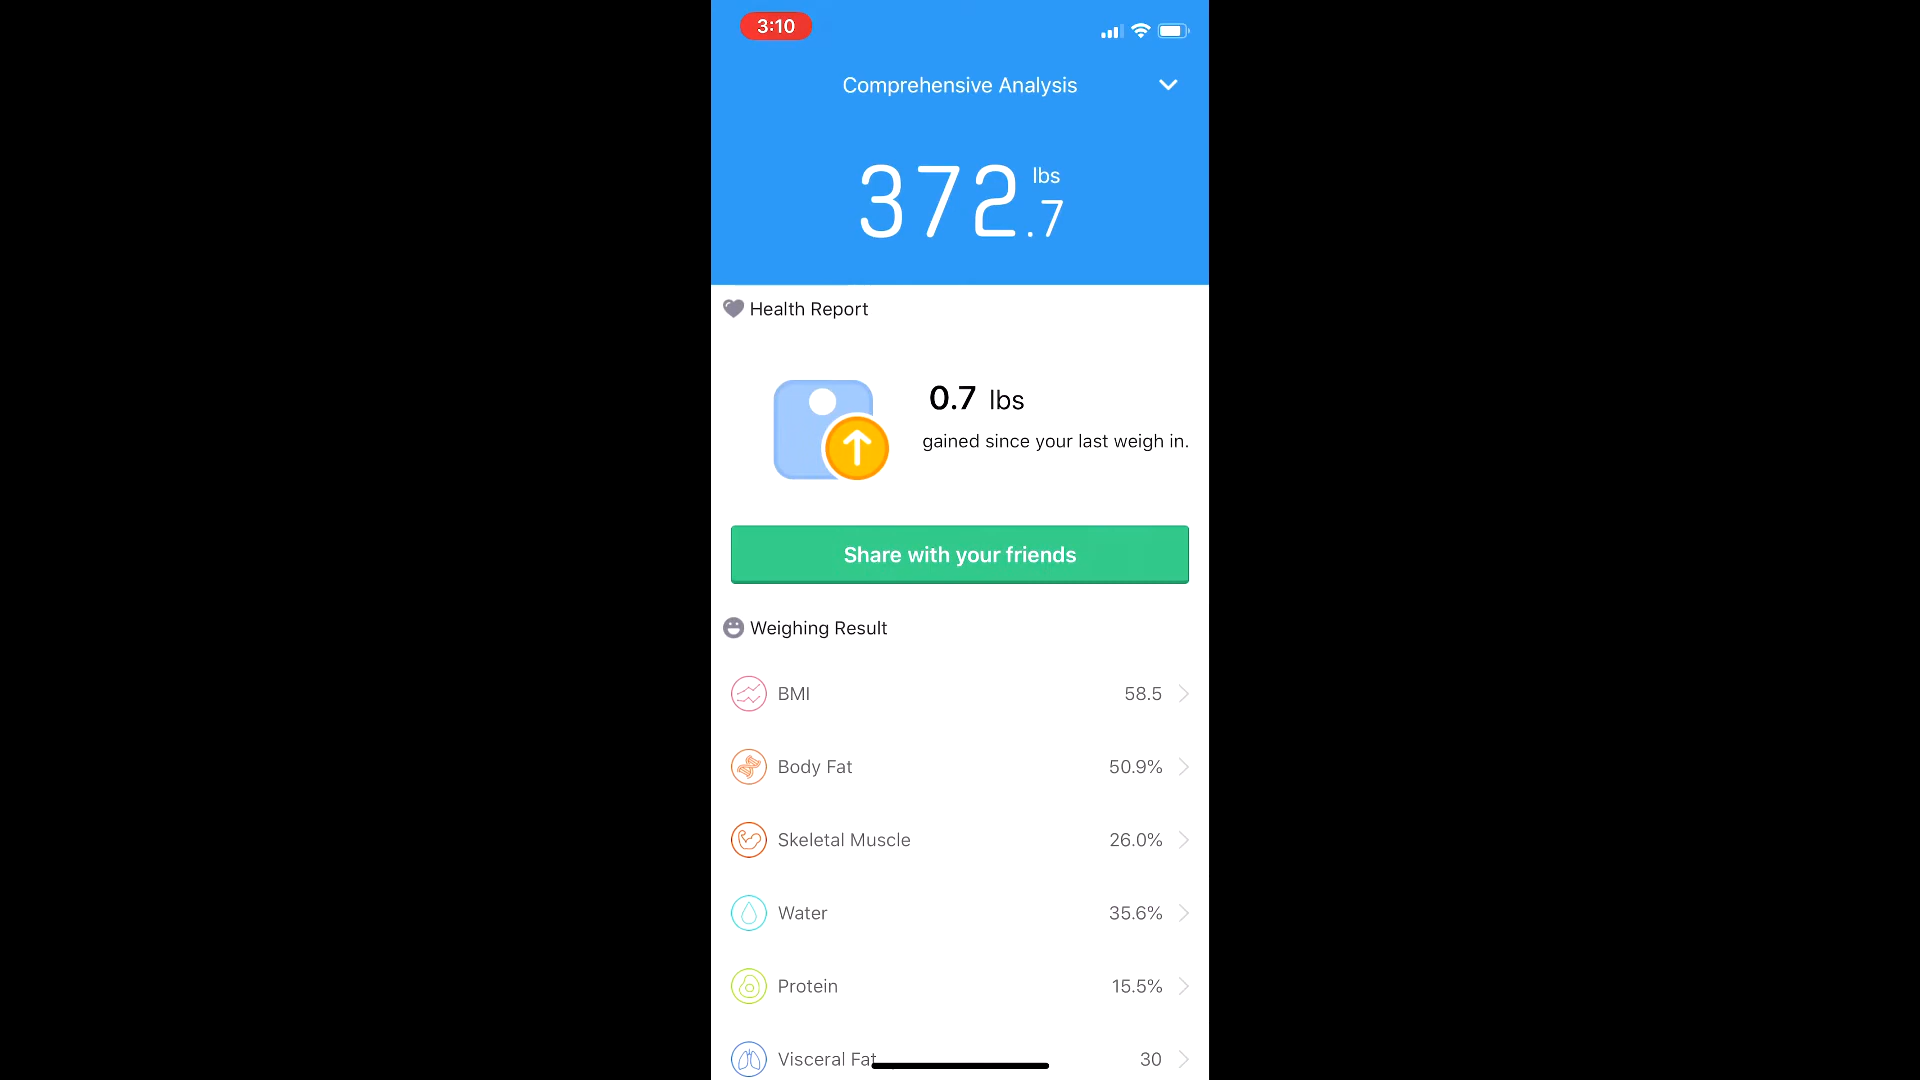 3:10
Comprehensive Analysis
372.7 lbs
Health Report
0.7 lbs
gained since your last weigh in.
Share with your friends
Weighing Result
BMI 58.5
Body Fat 50.9%
Skeletal Muscle 26.0%
Water 35.6%
Protein 15.5%
Visceral Fat 30